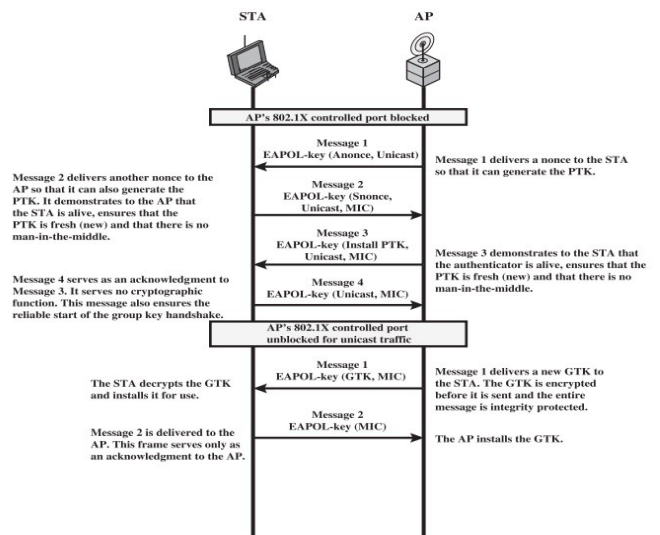 STA
AP
AP's 802.1X controlled port blocked
Message 1
EAPOL-key (Anonce, Unicast)
Message 1 delivers a nonce to the STA
so that it can generate the PTK.
Message 2 delivers another nonce to the
AP so that it can also generate the
PTK. It demonstrates to the AP that
the STA is alive, ensures that the
PTK is fresh (new) and that there is no
man-in-the-middle.
Message 2
EAPOL-key (Snonce,
Unicast, MIC)
Message 3
EAPOL-key (Install PTK,
Unicast, MIC)
Message 3 demonstrates to the STA that
the authenticator is alive, ensures that the
PTK is fresh (new) and that there is no
man-in-the-middle.
Message 4 serves as an acknowledgment to
Message 3. It serves no cryptographic
function. This message also ensures the
reliable start of the group key handshake.
Message 4
EAPOL-key (Unicast, MIC)
AP's 802.1X controlled port
unblocked for unicast traffic
Message 1
EAPOL-key (GTK, MIC)
Message 1 delivers a new GTK to
the STA. The GTK is encrypted
before it is sent and the entire
message is integrity protected.
The STA decrypts the GTK
and installs it for use.
Message 2
EAPOL-key (MIC)
Message 2 is delivered to the
AP. This frame serves only as
an acknowledgment to the AP.
The AP installs the GTK.